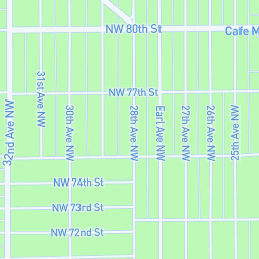 NW 80th St
Cafe M
NW 77th St
31st Ave NW
30th Ave NW
28th Ave NW
Earl Ave NW
27th Ave NW
26th Ave NW
25th Ave NW
32nd Ave NW
NW 74th St
NW 73rd St
NW 72nd St